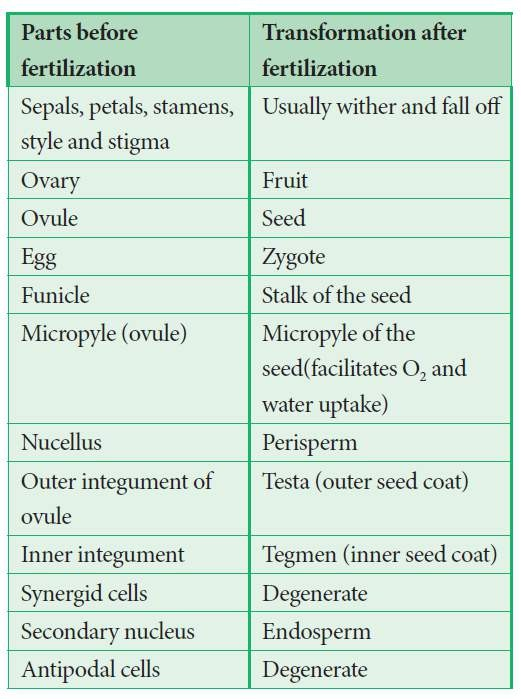 Parts before
fertilization
Transformation after
fertilization
Sepals, petals, stamens,
style and stigma
Usually wither and fall off
Ovary
Fruit
Ovule
Seed
Egg
Zygote
Funicle
Stalk of the seed
Micropyle (ovule)
Micropyle of the
seed(facilitates O₂ and
water uptake)
Nucellus
Perisperm
Outer integument of
ovule
Testa (outer seed coat)
Inner integument
Tegmen (inner seed coat)
Synergid cells
Degenerate
Secondary nucleus
Endosperm
Antipodal cells
Degenerate